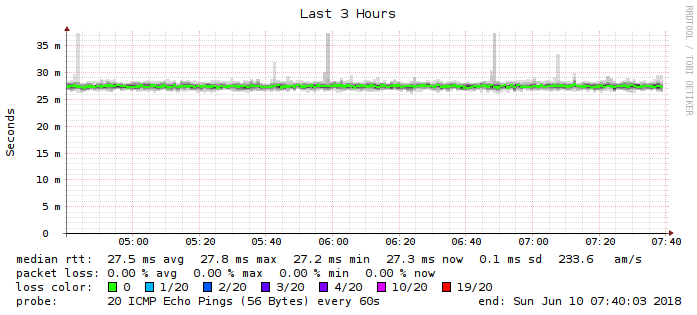 Last 3 Hours
RRDTOOL / TOBI OETIKER
Seconds
35 m
30 m
25 m
20 m
15 m
10 m
5 m
0
05:00 05:20 05:40 06:00 06:20 06:40 07:00 07:20 07:40
median rtt: 27.5 ms avg 27.8 ms max 27.2 ms min 27.3 ms now 0.1 ms sd 233.6 am/s
packet loss: 0.00 % avg 0.00 % max 0.00 % min 0.00 % now
loss color: 0 1/20 2/20 3/20 4/20 10/20 19/20
probe: 20 ICMP Echo Pings (56 Bytes) every 60s end: Sun Jun 10 07:40:03 2018